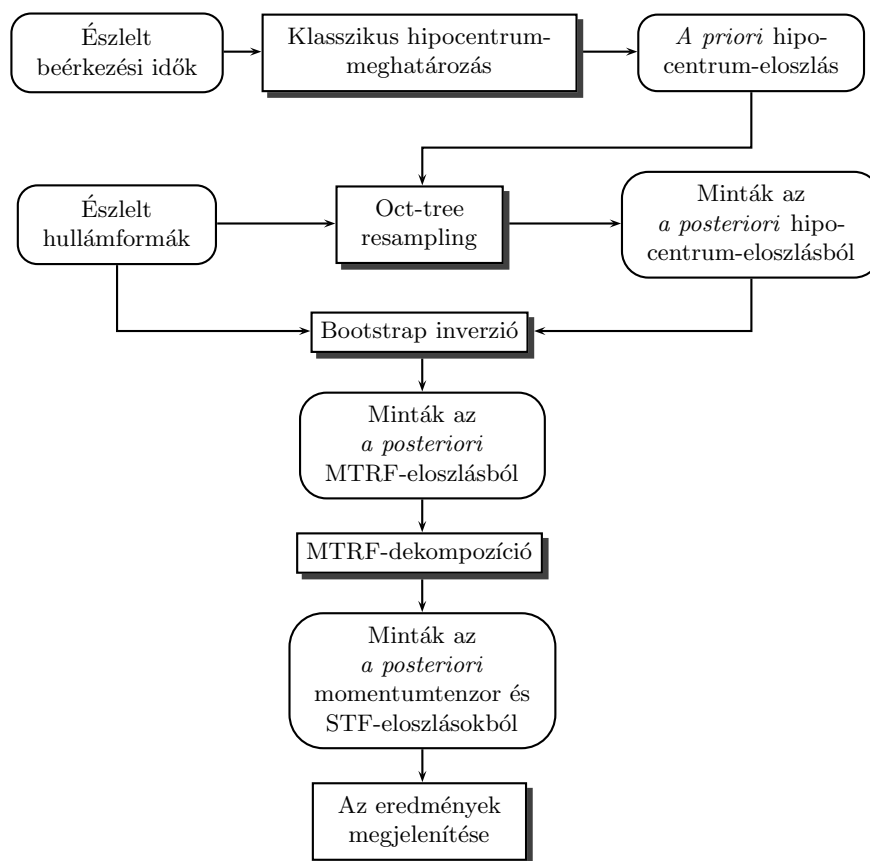 Észlelt
beérkezési idők
Klasszikus hipocentrum-
meghatározás
A priori hipo-
centrum-eloszlás
Észlelt
hullámformák
Oct-tree
resampling
Minták az
a posteriori hipo-
centrum-eloszlásból
Bootstrap inverzió
Minták az
a posteriori
MTRF-eloszlásból
MTRF-dekompozíció
Minták az
a posteriori
momentumtenzor és
STF-eloszlásokból
Az eredmények
megjelenítése